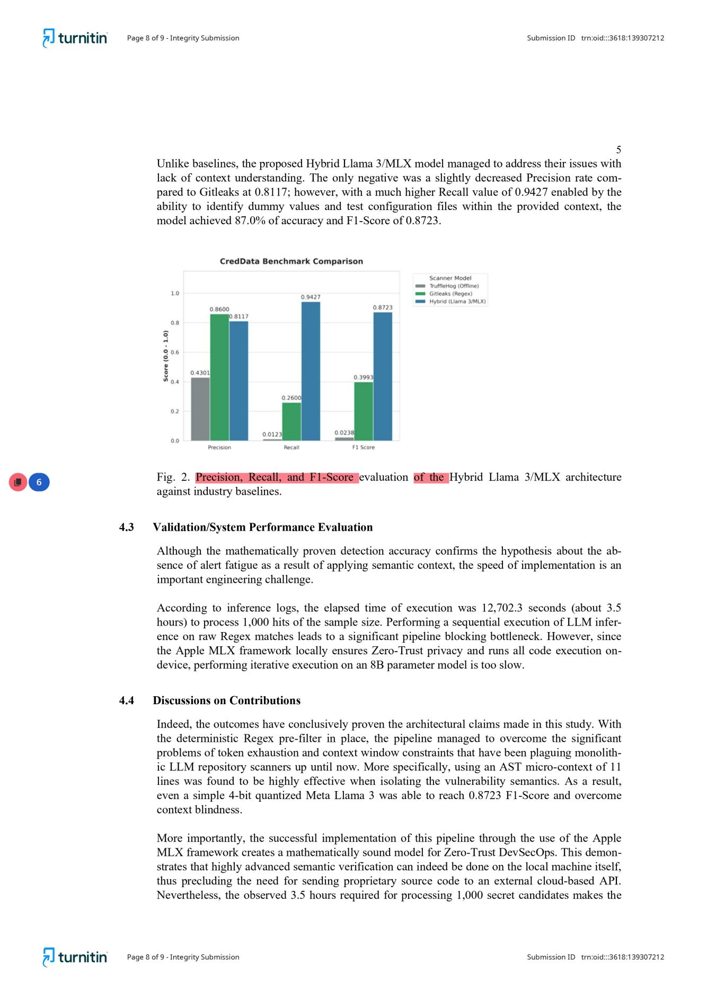 turnitin Page 8 of 9 - Integrity Submission Submission ID trn:oid:::3618:139307212
5
Unlike baselines, the proposed Hybrid Llama 3/MLX model managed to address their issues with
lack of context understanding. The only negative was a slightly decreased Precision rate com-
pared to Gitleaks at 0.8117; however, with a much higher Recall value of 0.9427 enabled by the
ability to identify dummy values and test configuration files within the provided context, the
model achieved 87.0% of accuracy and F1-Score of 0.8723.
CredData Benchmark Comparison
Scanner Model
TruffleHog (Offline)
Gitleaks (Regex)
Hybrid (Llama 3/MLX)
Score (0.0 - 1.0)
1.0
0.8
0.6
0.4
0.2
0.0
0.4301
0.8600
0.8117
0.0123
0.2600
0.9427
0.0238
0.3993
0.8723
Precision Recall F1 Score
6
Fig. 2. Precision, Recall, and F1-Score evaluation of the Hybrid Llama 3/MLX architecture
against industry baselines.
4.3 Validation/System Performance Evaluation
Although the mathematically proven detection accuracy confirms the hypothesis about the ab-
sence of alert fatigue as a result of applying semantic context, the speed of implementation is an
important engineering challenge.
According to inference logs, the elapsed time of execution was 12,702.3 seconds (about 3.5
hours) to process 1,000 hits of the sample size. Performing a sequential execution of LLM infer-
ence on raw Regex matches leads to a significant pipeline blocking bottleneck. However, since
the Apple MLX framework locally ensures Zero-Trust privacy and runs all code execution on-
device, performing iterative execution on an 8B parameter model is too slow.
4.4 Discussions on Contributions
Indeed, the outcomes have conclusively proven the architectural claims made in this study. With
the deterministic Regex pre-filter in place, the pipeline managed to overcome the significant
problems of token exhaustion and context window constraints that have been plaguing monolith-
ic LLM repository scanners up until now. More specifically, using an AST micro-context of 11
lines was found to be highly effective when isolating the vulnerability semantics. As a result,
even a simple 4-bit quantized Meta Llama 3 was able to reach 0.8723 F1-Score and overcome
context blindness.
More importantly, the successful implementation of this pipeline through the use of the Apple
MLX framework creates a mathematically sound model for Zero-Trust DevSecOps. This demon-
strates that highly advanced semantic verification can indeed be done on the local machine itself,
thus precluding the need for sending proprietary source code to an external cloud-based API.
Nevertheless, the observed 3.5 hours required for processing 1,000 secret candidates makes the
turnitin Page 8 of 9 - Integrity Submission Submission ID trn:oid:::3618:139307212